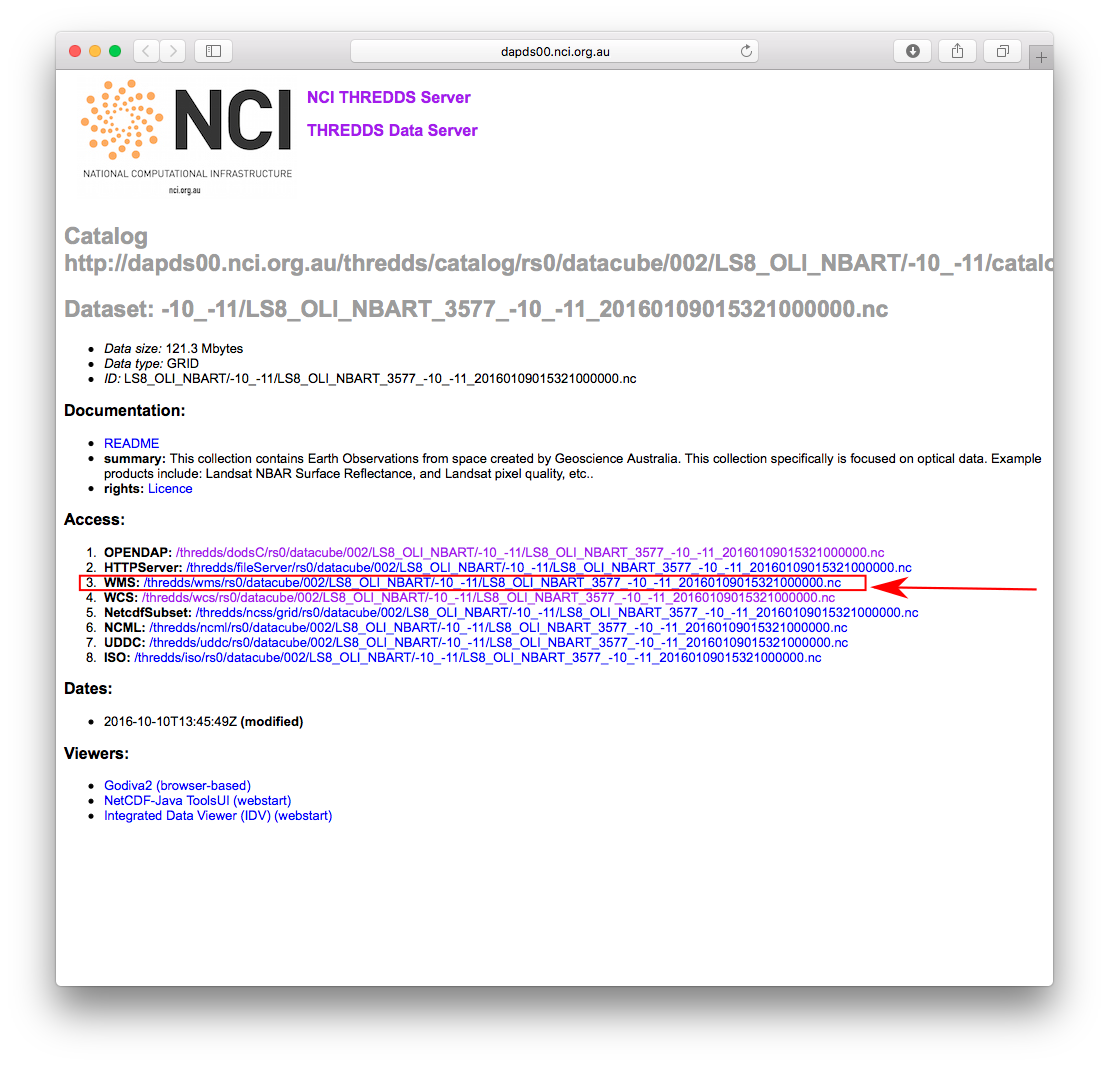 dapds00.nci.org.au
NCI
NATIONAL COMPUTATIONAL INFRASTRUCTURE
nci.org.au
NCI THREDDS Server
THREDDS Data Server
Catalog
http://dapds00.nci.org.au/thredds/catalog/rs0/datacube/002/LS8_OLI_NBART/-10_-11/catalo
Dataset: -10_-11/LS8_OLI_NBART_3577_-10_-11_20160109015321000000.nc
• Data size: 121.3 Mbytes
• Data type: GRID
• ID: LS8_OLI_NBART/-10_-11/LS8_OLI_NBART_3577_-10_-11_20160109015321000000.nc
Documentation:
• README
• summary: This collection contains Earth Observations from space created by Geoscience Australia. This collection specifically is focused on optical data. Example
products include: Landsat NBAR Surface Reflectance, and Landsat pixel quality, etc..
• rights: Licence
Access:
1. OPENDAP: /thredds/dodsC/rs0/datacube/002/LS8_OLI_NBART/-10_-11/LS8_OLI_NBART_3577_-10_-11_20160109015321000000.nc
2. HTTPServer: /thredds/fileServer/rs0/datacube/002/LS8_OLI_NBART/-10_-11/LS8_OLI_NBART_3577_-10_-11_20160109015321000000.nc
3. WMS: /thredds/wms/rs0/datacube/002/LS8_OLI_NBART/-10_-11/LS8_OLI_NBART_3577_-10_-11_20160109015321000000.nc
4. WCS: /thredds/wcs/rs0/datacube/002/LS8_OLI_NBART/-10_-11/LS8_OLI_NBART_3577_-10_-11_20160109015321000000.nc
5. NetcdfSubset: /thredds/ncss/grid/rs0/datacube/002/LS8_OLI_NBART/-10_-11/LS8_OLI_NBART_3577_-10_-11_20160109015321000000.nc
6. NCML: /thredds/ncml/rs0/datacube/002/LS8_OLI_NBART/-10_-11/LS8_OLI_NBART_3577_-10_-11_20160109015321000000.nc
7. UDDC: /thredds/uddc/rs0/datacube/002/LS8_OLI_NBART/-10_-11/LS8_OLI_NBART_3577_-10_-11_20160109015321000000.nc
8. ISO: /thredds/iso/rs0/datacube/002/LS8_OLI_NBART/-10_-11/LS8_OLI_NBART_3577_-10_-11_20160109015321000000.nc
Dates:
• 2016-10-10T13:45:49Z (modified)
Viewers:
• Godiva2 (browser-based)
• NetCDF-Java ToolsUI (webstart)
• Integrated Data Viewer (IDV) (webstart)